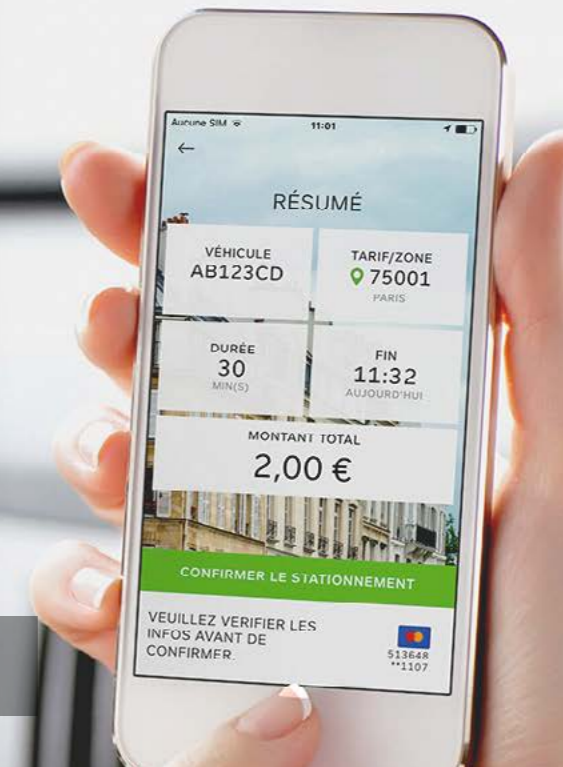 Aucune SIM 11:01
←
RÉSUMÉ
VÉHICULE
AB123CD
TARIF/ZONE
75001
PARIS
DURÉE
30
MIN(S)
FIN
11:32
AUJOURD'HUI
MONTANT TOTAL
2,00 €
CONFIRMER LE STATIONNEMENT
VEUILLEZ VERIFIER LES
INFOS AVANT DE
CONFIRMER.
513648
**1107